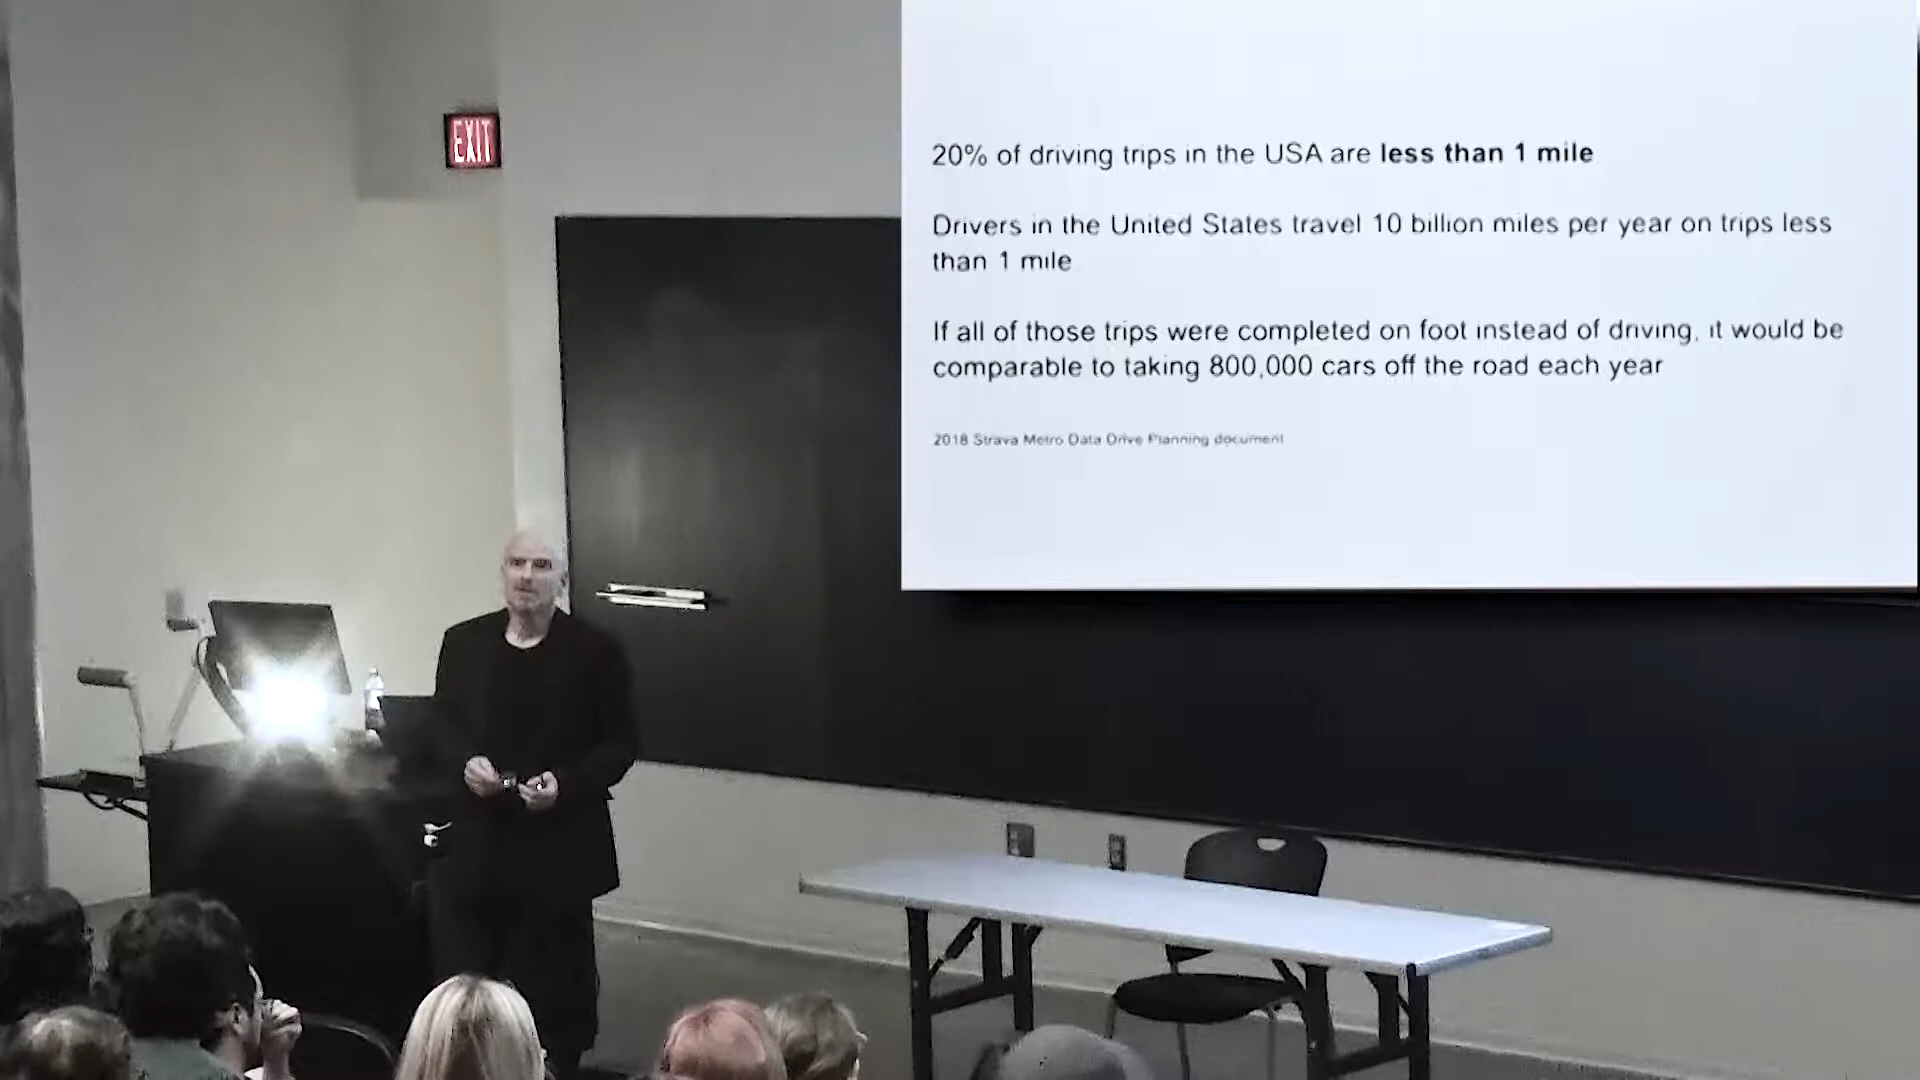 EXIT
20% of driving trips in the USA are less than 1 mile
Drivers in the United States travel 10 billion miles per year on trips less
than 1 mile
If all of those trips were completed on foot instead of driving, it would be
comparable to taking 800,000 cars off the road each year
2018 Strava Metro Data Drive Planning document